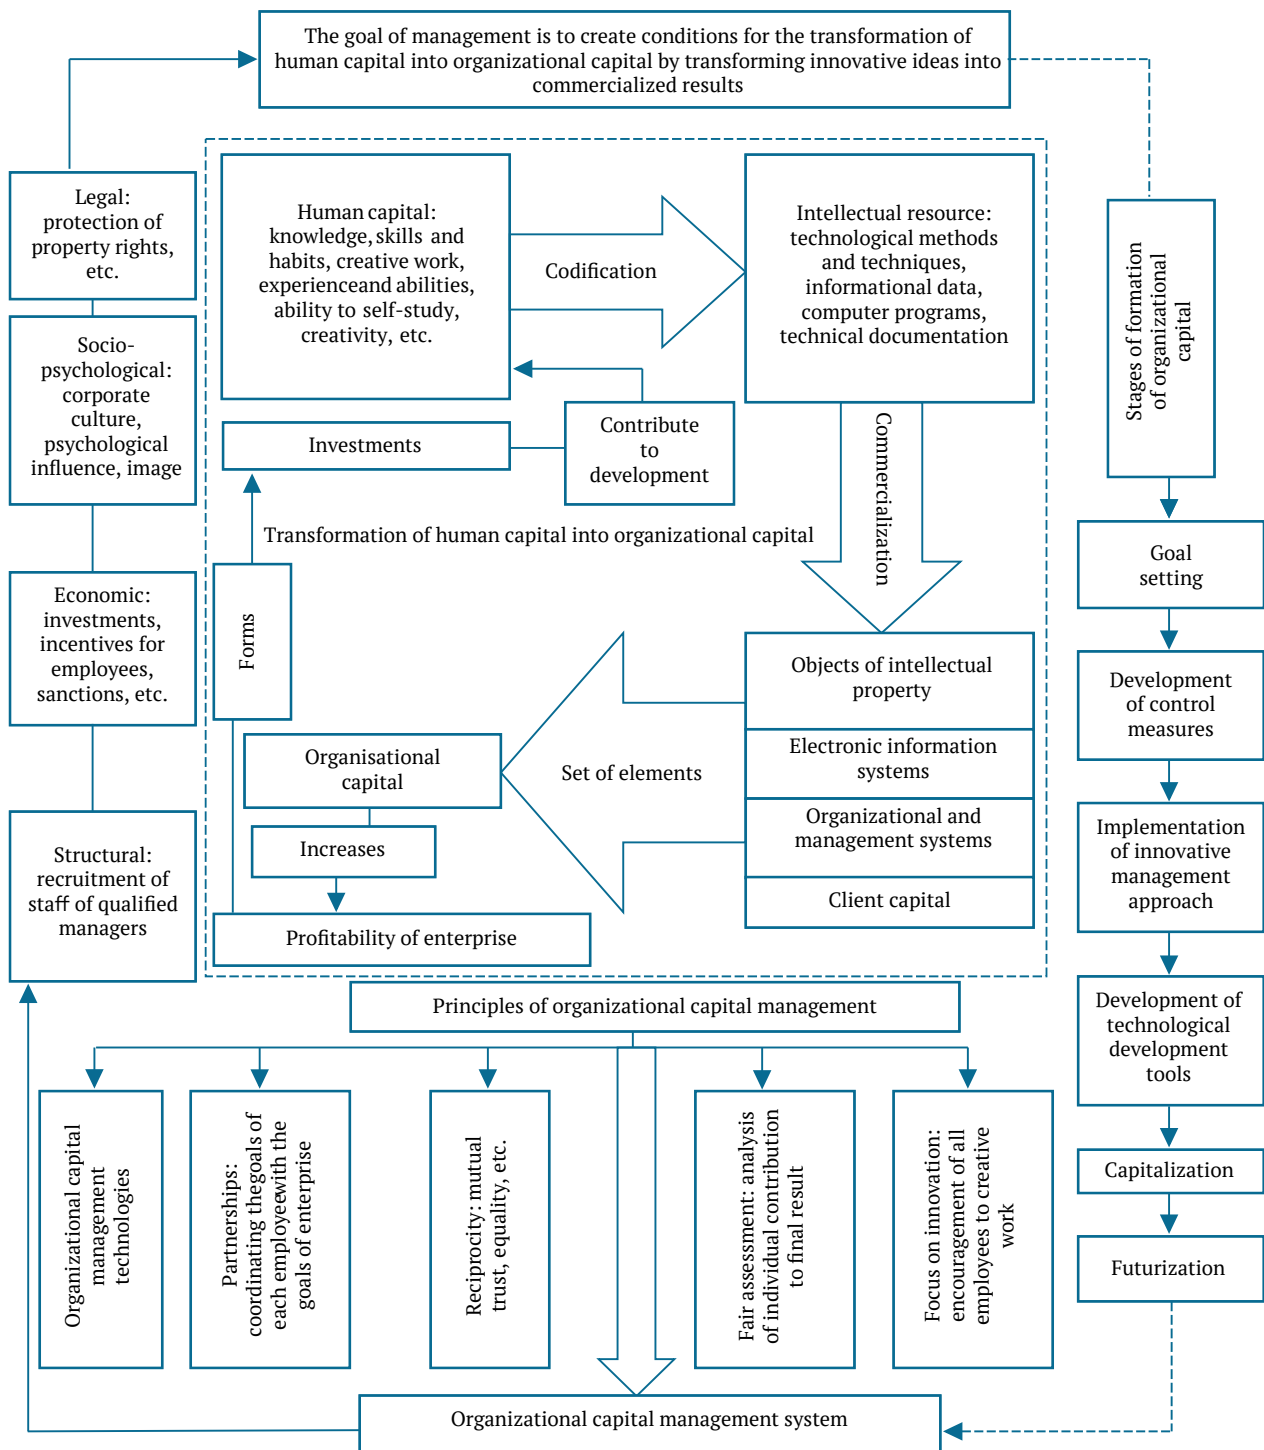 The goal of management is to create conditions for the transformation of
human capital into organizational capital by transforming innovative ideas into
commercialized results
Legal:
protection of
property rights,
etc.
Socio-
psychological:
corporate
culture,
psychological
influence, image
Economic:
investments,
incentives for
employees,
sanctions, etc.
Structural:
recruitment of
staff of qualified
managers
Human capital:
knowledge, skills and
habits, creative work,
experienceand abilities,
ability to self-study,
creativity, etc.
Codification
Intellectual resource:
technological methods
and techniques,
informational data,
computer programs,
technical documentation
Investments
Contribute
to
development
Commercialization
Transformation of human capital into organizational capital
Forms
Objects of intellectual
property
Electronic information
systems
Organizational and
management systems
Client capital
Set of elements
Organisational
capital
Increases
Profitability of enterprise
Stages of formation
of organizational
capital
Goal
setting
Development
of control
measures
Implementation
of innovative
management
approach
Development of
technological
development
tools
Capitalization
Futurization
Principles of organizational capital management
Organizational capital
management
technologies
Partnerships:
coordinating thegoals of
each employeewith the
goals of enterprise
Reciprocity: mutual
trust, equality, etc.
Fair assessment: analysis
of individual contribution
to final result
Focus on innovation:
encouragement of all
employees to creative
work
Organizational capital management system